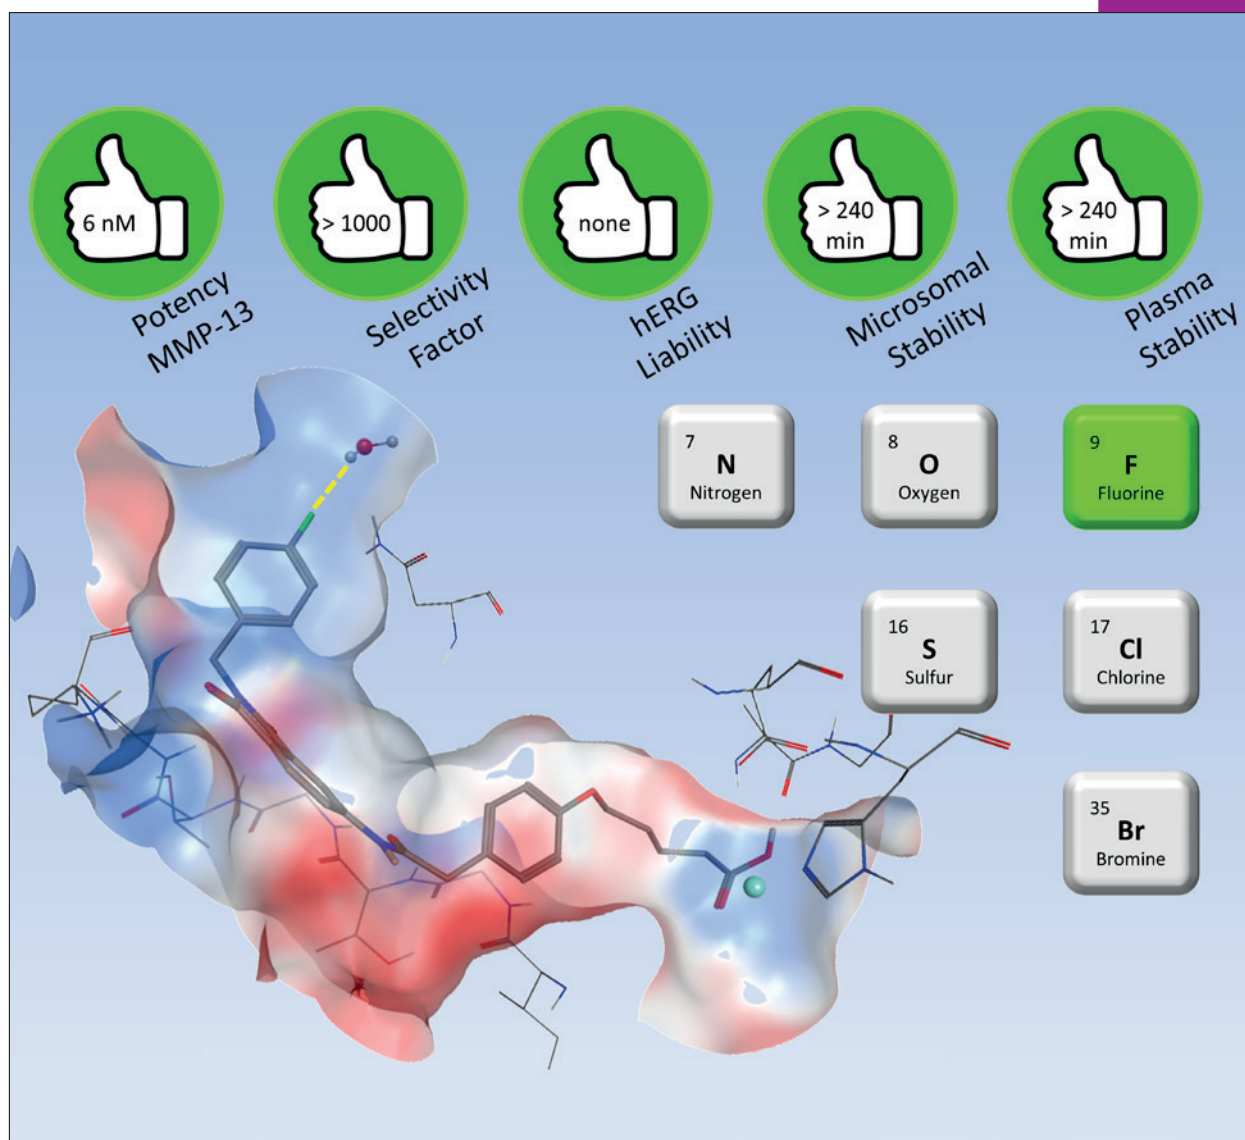 6 nM
> 1000
none
> 240
min
> 240
min
Potency
MMP-13
Selectivity
Factor
hERG
Liability
Microsomal
Stability
Plasma
Stability
7
N
Nitrogen
8
O
Oxygen
9
F
Fluorine
16
S
Sulfur
17
Cl
Chlorine
35
Br
Bromine